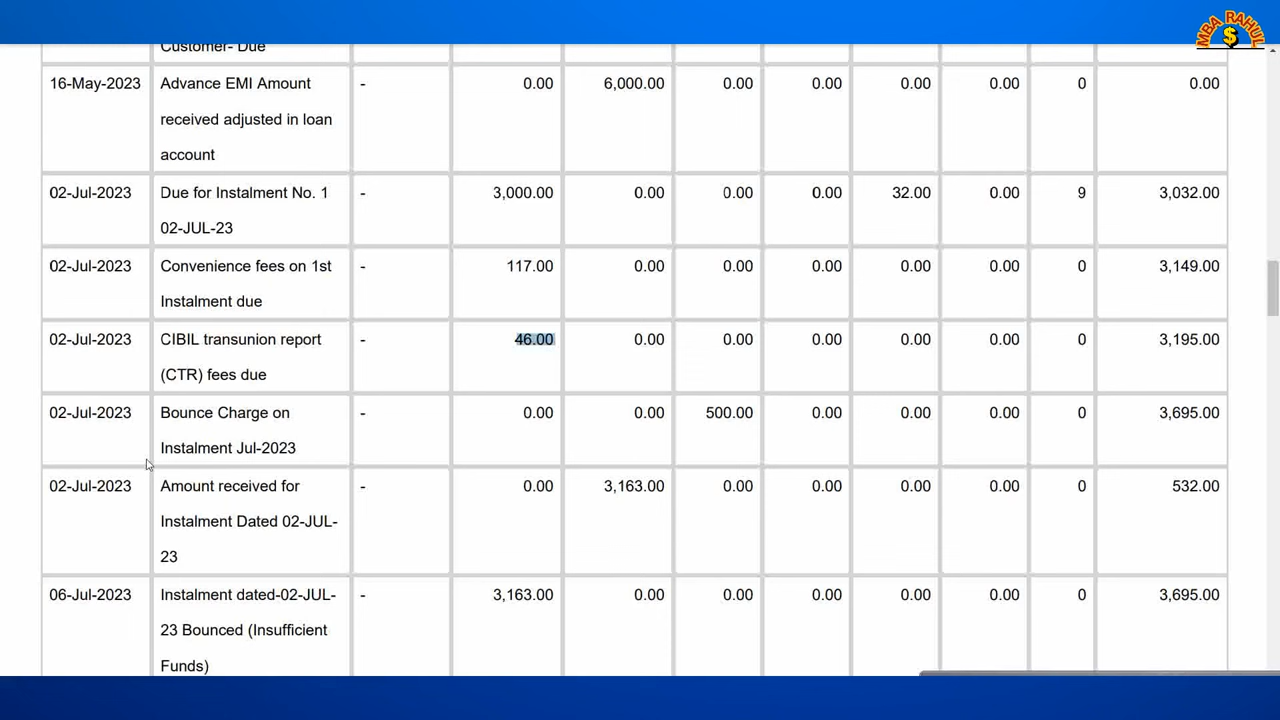 MBA RAHUL
$
Customer- Due
16-May-2023 Advance EMI Amount - 0.00 6,000.00 0.00 0.00 0.00 0.00 0 0.00
received adjusted in loan
account
02-Jul-2023 Due for Instalment No. 1 - 3,000.00 0.00 0.00 0.00 32.00 0.00 9 3,032.00
02-JUL-23
02-Jul-2023 Convenience fees on 1st - 117.00 0.00 0.00 0.00 0.00 0.00 0 3,149.00
Instalment due
02-Jul-2023 CIBIL transunion report - 46.00 0.00 0.00 0.00 0.00 0.00 0 3,195.00
(CTR) fees due
02-Jul-2023 Bounce Charge on - 0.00 0.00 500.00 0.00 0.00 0.00 0 3,695.00
Instalment Jul-2023
02-Jul-2023 Amount received for - 0.00 3,163.00 0.00 0.00 0.00 0.00 0 532.00
Instalment Dated 02-JUL-
23
06-Jul-2023 Instalment dated-02-JUL- - 3,163.00 0.00 0.00 0.00 0.00 0.00 0 3,695.00
23 Bounced (Insufficient
Funds)